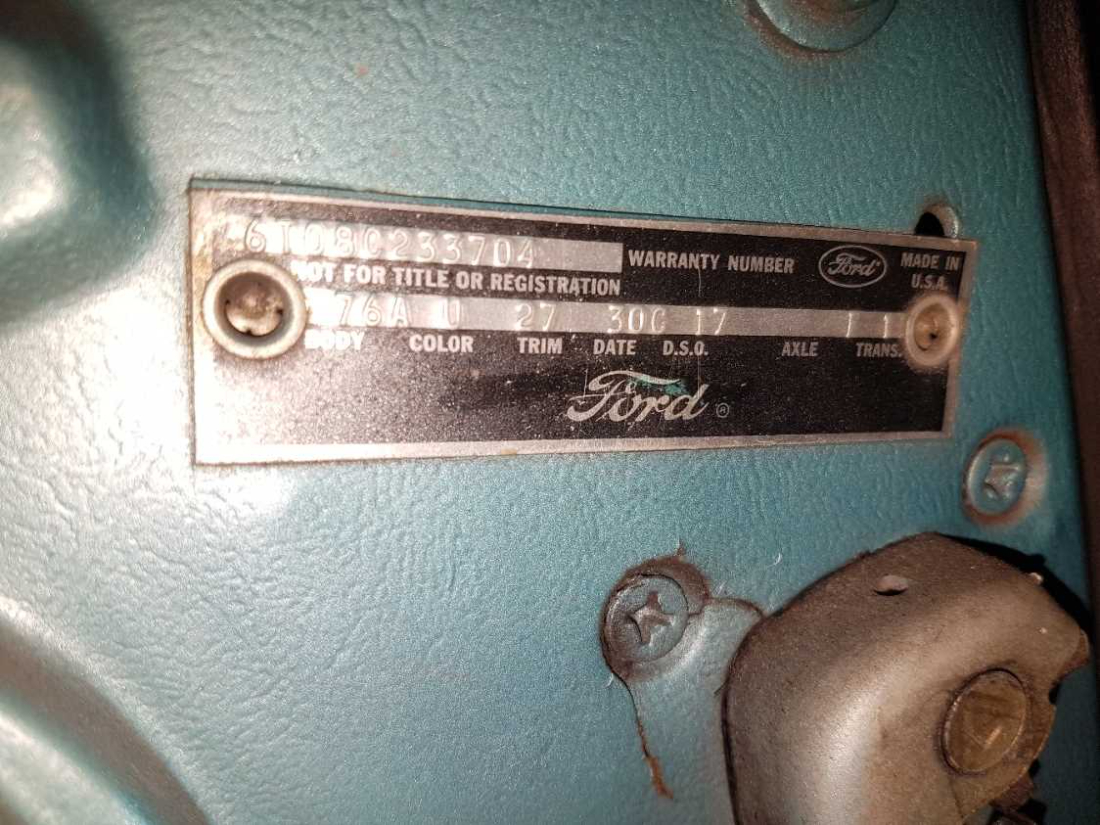 6T08C233704 WARRANTY NUMBER Ford MADE IN U.S.A.
NOT FOR TITLE OR REGISTRATION
76A U 27 30C 17 1 1
BODY COLOR TRIM DATE D.S.O. AXLE TRANS.
Ford ®